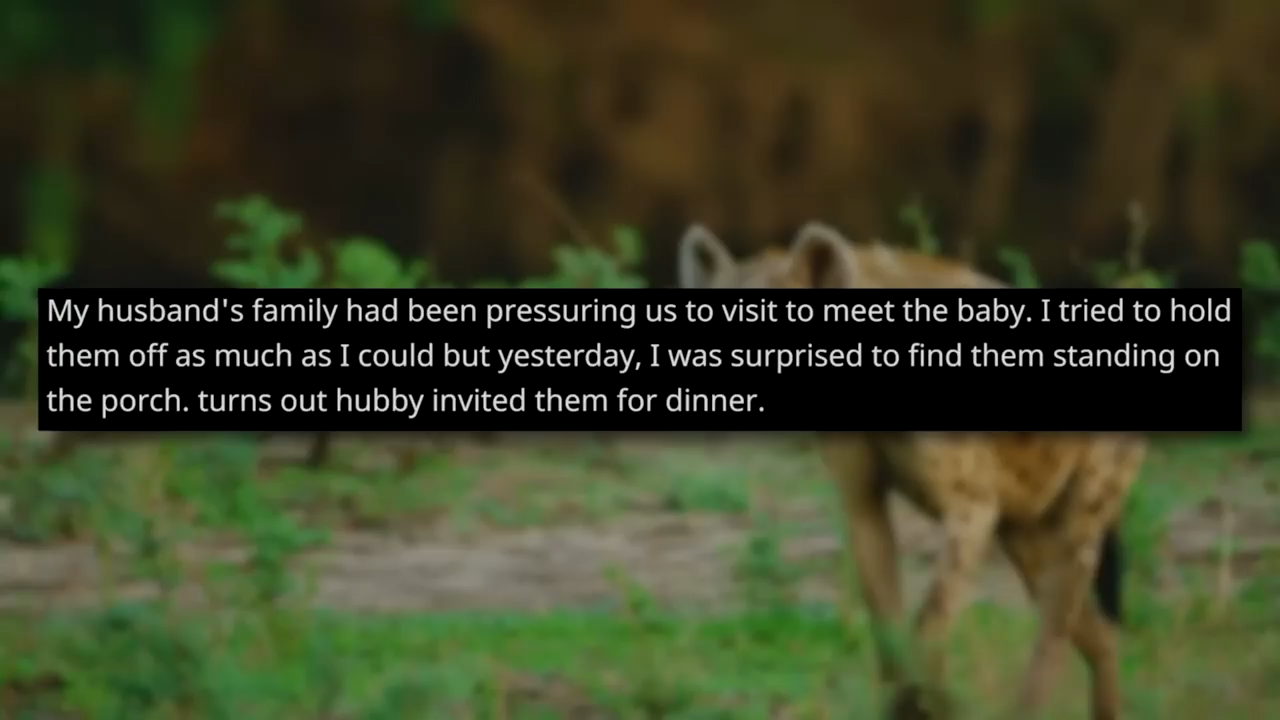 My husband's family had been pressuring us to visit to meet the baby. I tried to hold
them off as much as I could but yesterday, I was surprised to find them standing on
the porch. turns out hubby invited them for dinner.